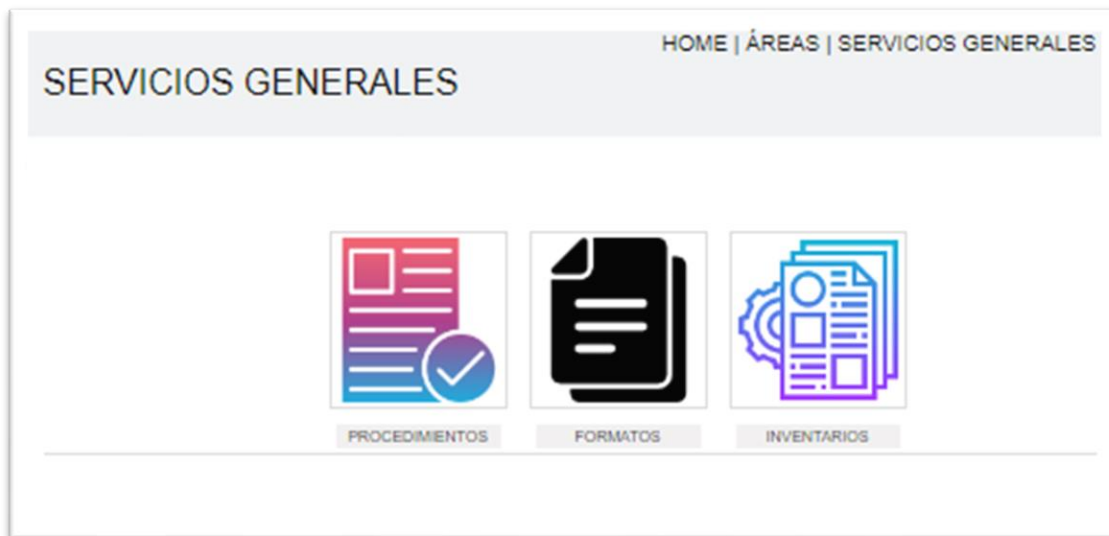 HOME | ÁREAS | SERVICIOS GENERALES
SERVICIOS GENERALES
PROCEDIMIENTOS
FORMATOS
INVENTARIOS